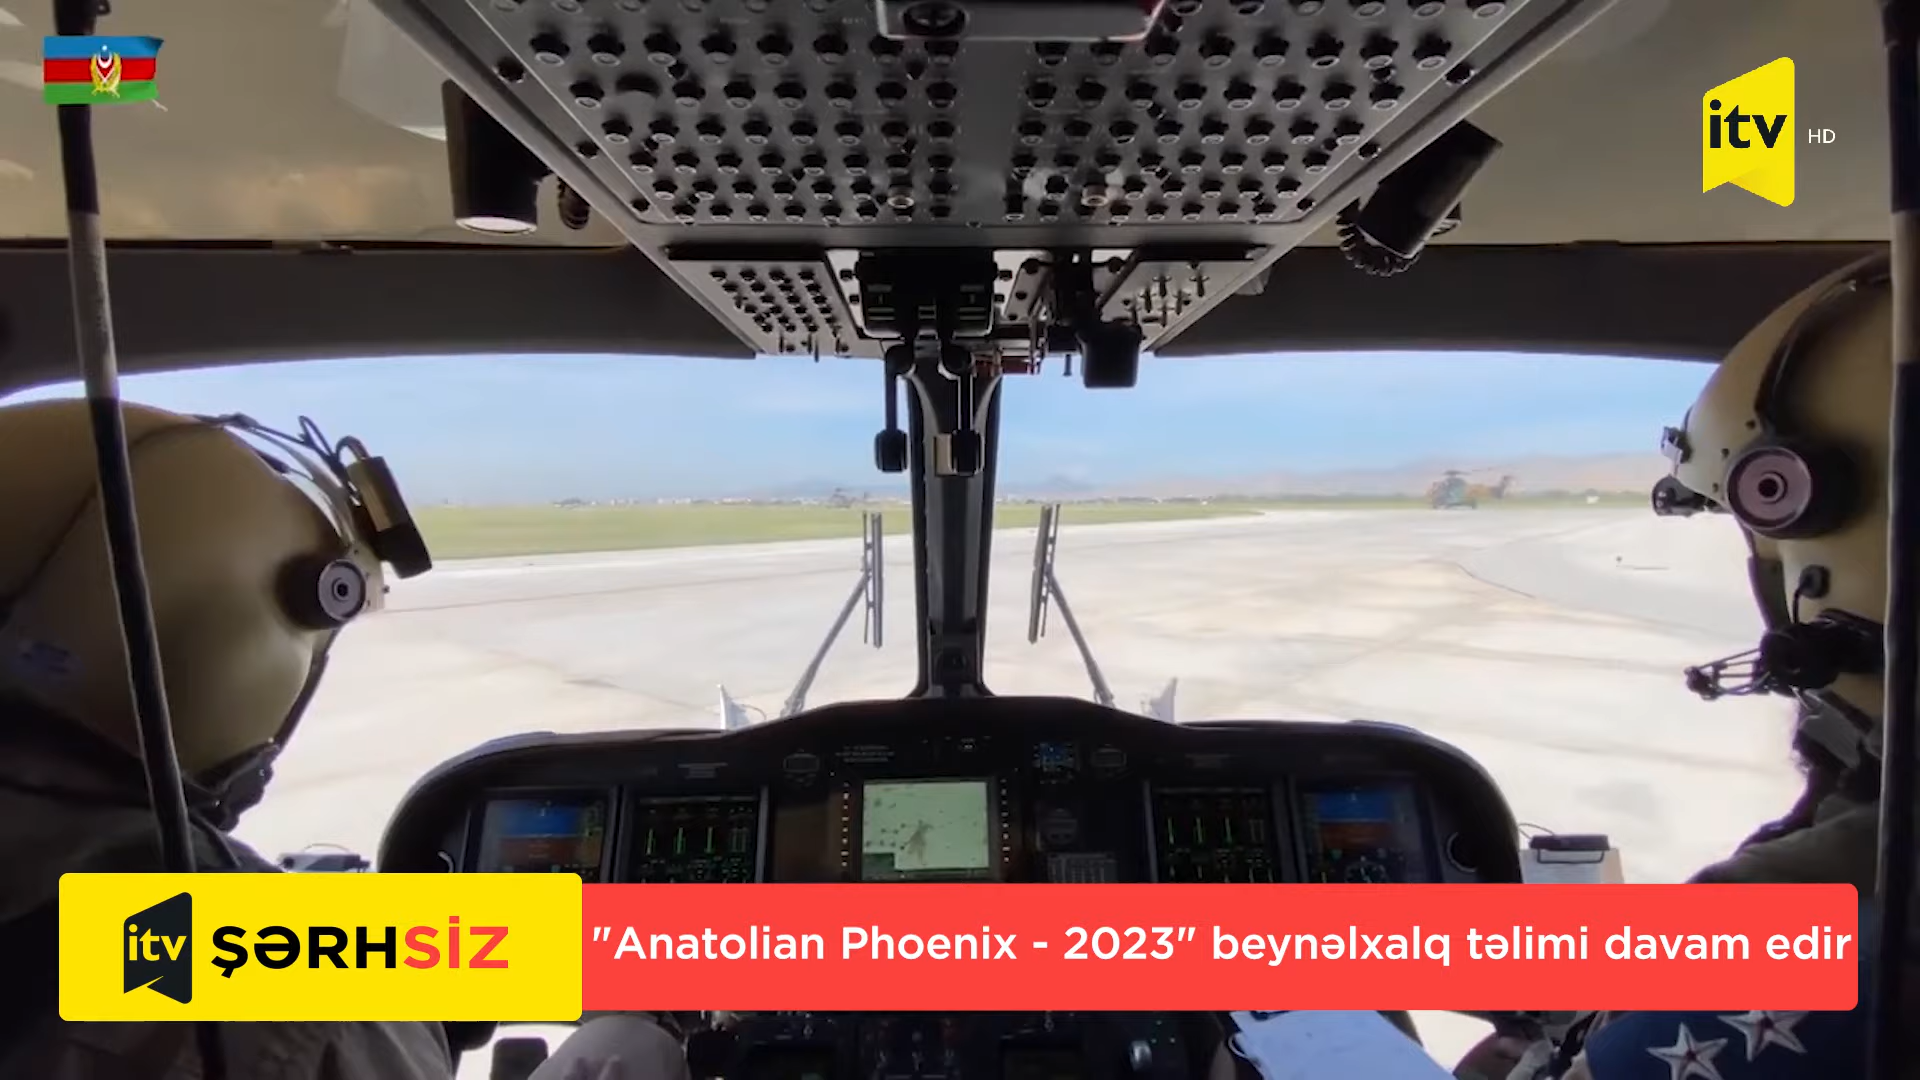 itv HD
itv ŞƏRHSİZ
"Anatolian Phoenix - 2023" beynəlxalq təlimi davam edir